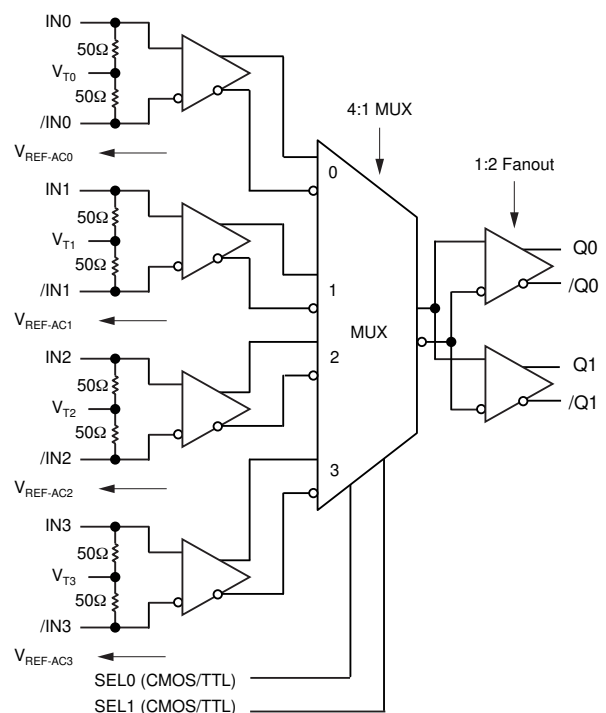 IN0
50Ω
VT0
50Ω
/IN0
VREF-AC0
IN1
50Ω
VT1
50Ω
/IN1
VREF-AC1
IN2
50Ω
VT2
50Ω
/IN2
VREF-AC2
IN3
50Ω
VT3
50Ω
/IN3
VREF-AC3
SEL0 (CMOS/TTL)
SEL1 (CMOS/TTL)
4:1 MUX
0
1
MUX
2
3
1:2 Fanout
Q0
/Q0
Q1
/Q1